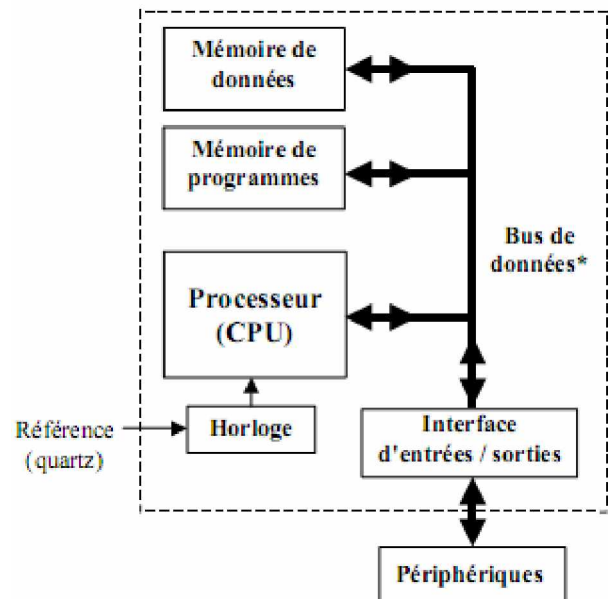 Mémoire de
données
Mémoire de
programmes
Bus de
données*
Processeur
(CPU)
Référence
(quartz)
Horloge
Interface
d'entrées / sorties
Périphériques